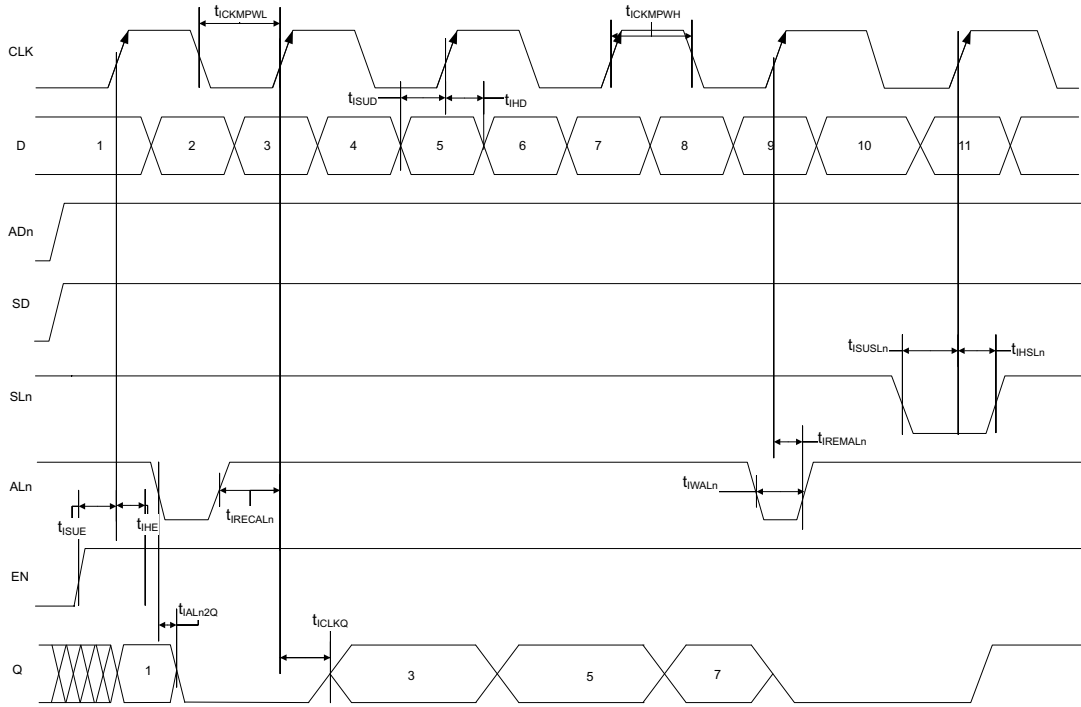 tICKMPWL
tICKMPWH
CLK
tISUD
tIHD
D
1 2 3 4 5 6 7 8 9 10 11
ADn
SD
tISUSLn
tIHSLn
SLn
tIREMALn
ALn
tIWALn
tISUE
tIHE
tIRECALn
EN
tIALn2Q
tICLKQ
Q
1 3 5 7